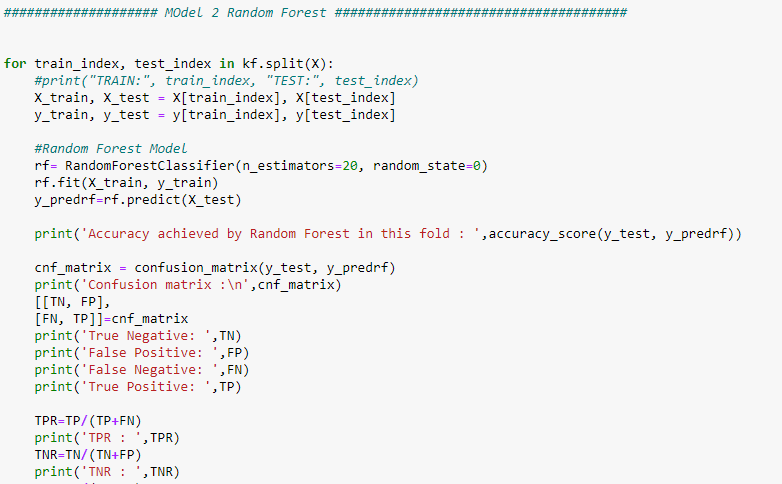 #################### MOdel 2 Random Forest ######################################
for train_index, test_index in kf.split(X):
    #print("TRAIN:", train_index, "TEST:", test_index)
    X_train, X_test = X[train_index], X[test_index]
    y_train, y_test = y[train_index], y[test_index]
    #Random Forest Model
    rf= RandomForestClassifier(n_estimators=20, random_state=0)
    rf.fit(X_train, y_train)
    y_predrf=rf.predict(X_test)
    print('Accuracy achieved by Random Forest in this fold : ',accuracy_score(y_test, y_predrf))
    cnf_matrix = confusion_matrix(y_test, y_predrf)
    print('Confusion matrix :\n',cnf_matrix)
    [[TN, FP],
    [FN, TP]]=cnf_matrix
    print('True Negative: ',TN)
    print('False Positive: ',FP)
    print('False Negative: ',FN)
    print('True Positive: ',TP)
    TPR=TP/(TP+FN)
    print('TPR : ',TPR)
    TNR=TN/(TN+FP)
    print('TNR : ',TNR)